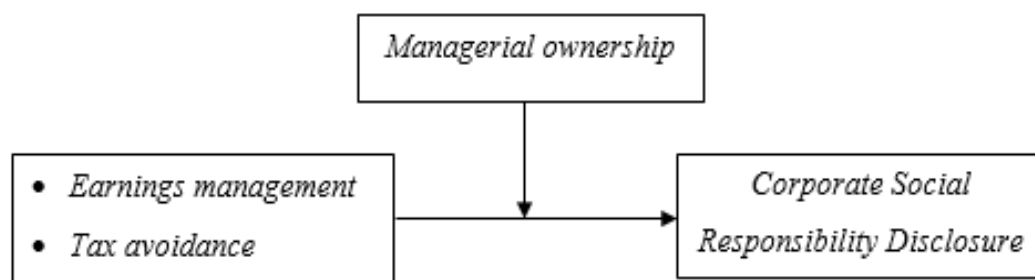 Managerial ownership
• Earnings management
• Tax avoidance
Corporate Social
Responsibility Disclosure